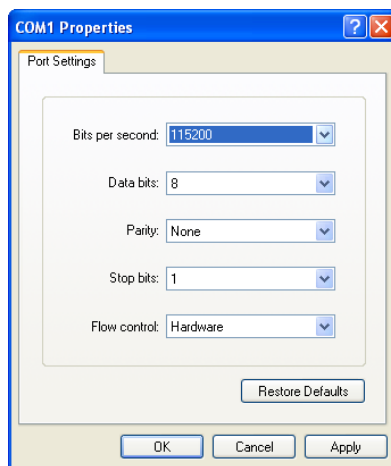 COM1 Properties
Port Settings
Bits per second: 115200
Data bits: 8
Parity: None
Stop bits: 1
Flow control: Hardware
Restore Defaults
OK Cancel Apply